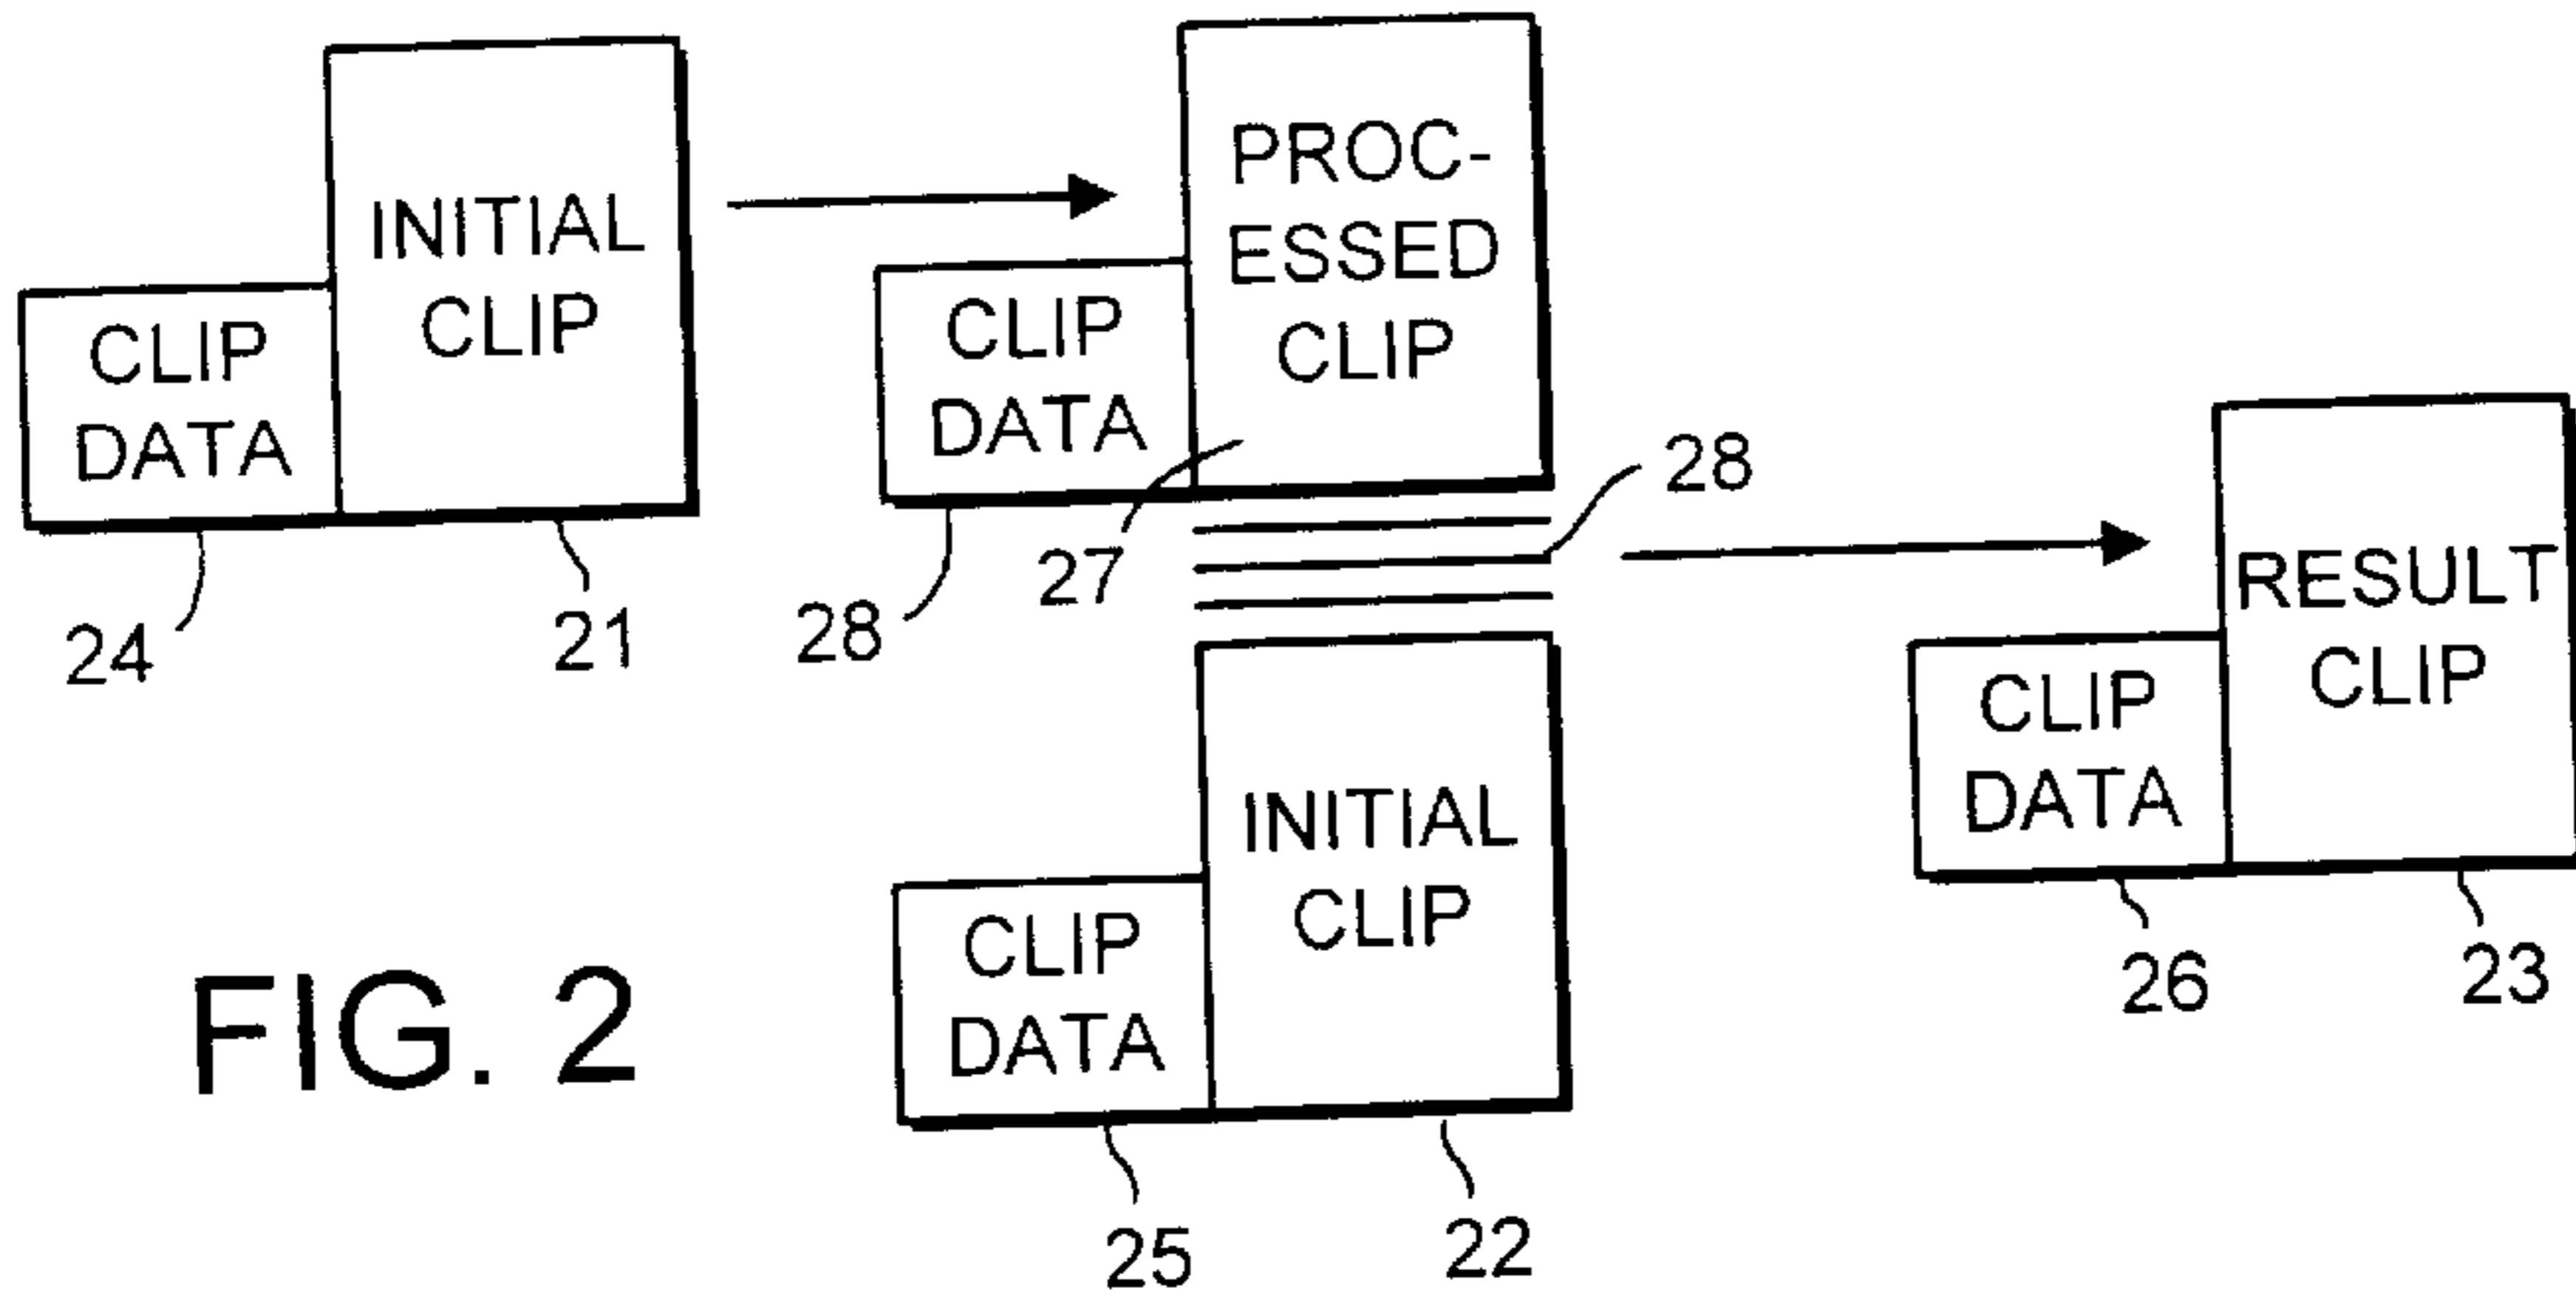 INITIAL
CLIP
CLIP
DATA
24
21
PROC-
ESSED
CLIP
CLIP
DATA
28
27
28
INITIAL
CLIP
CLIP
DATA
25
22
RESULT
CLIP
CLIP
DATA
26
23
FIG. 2